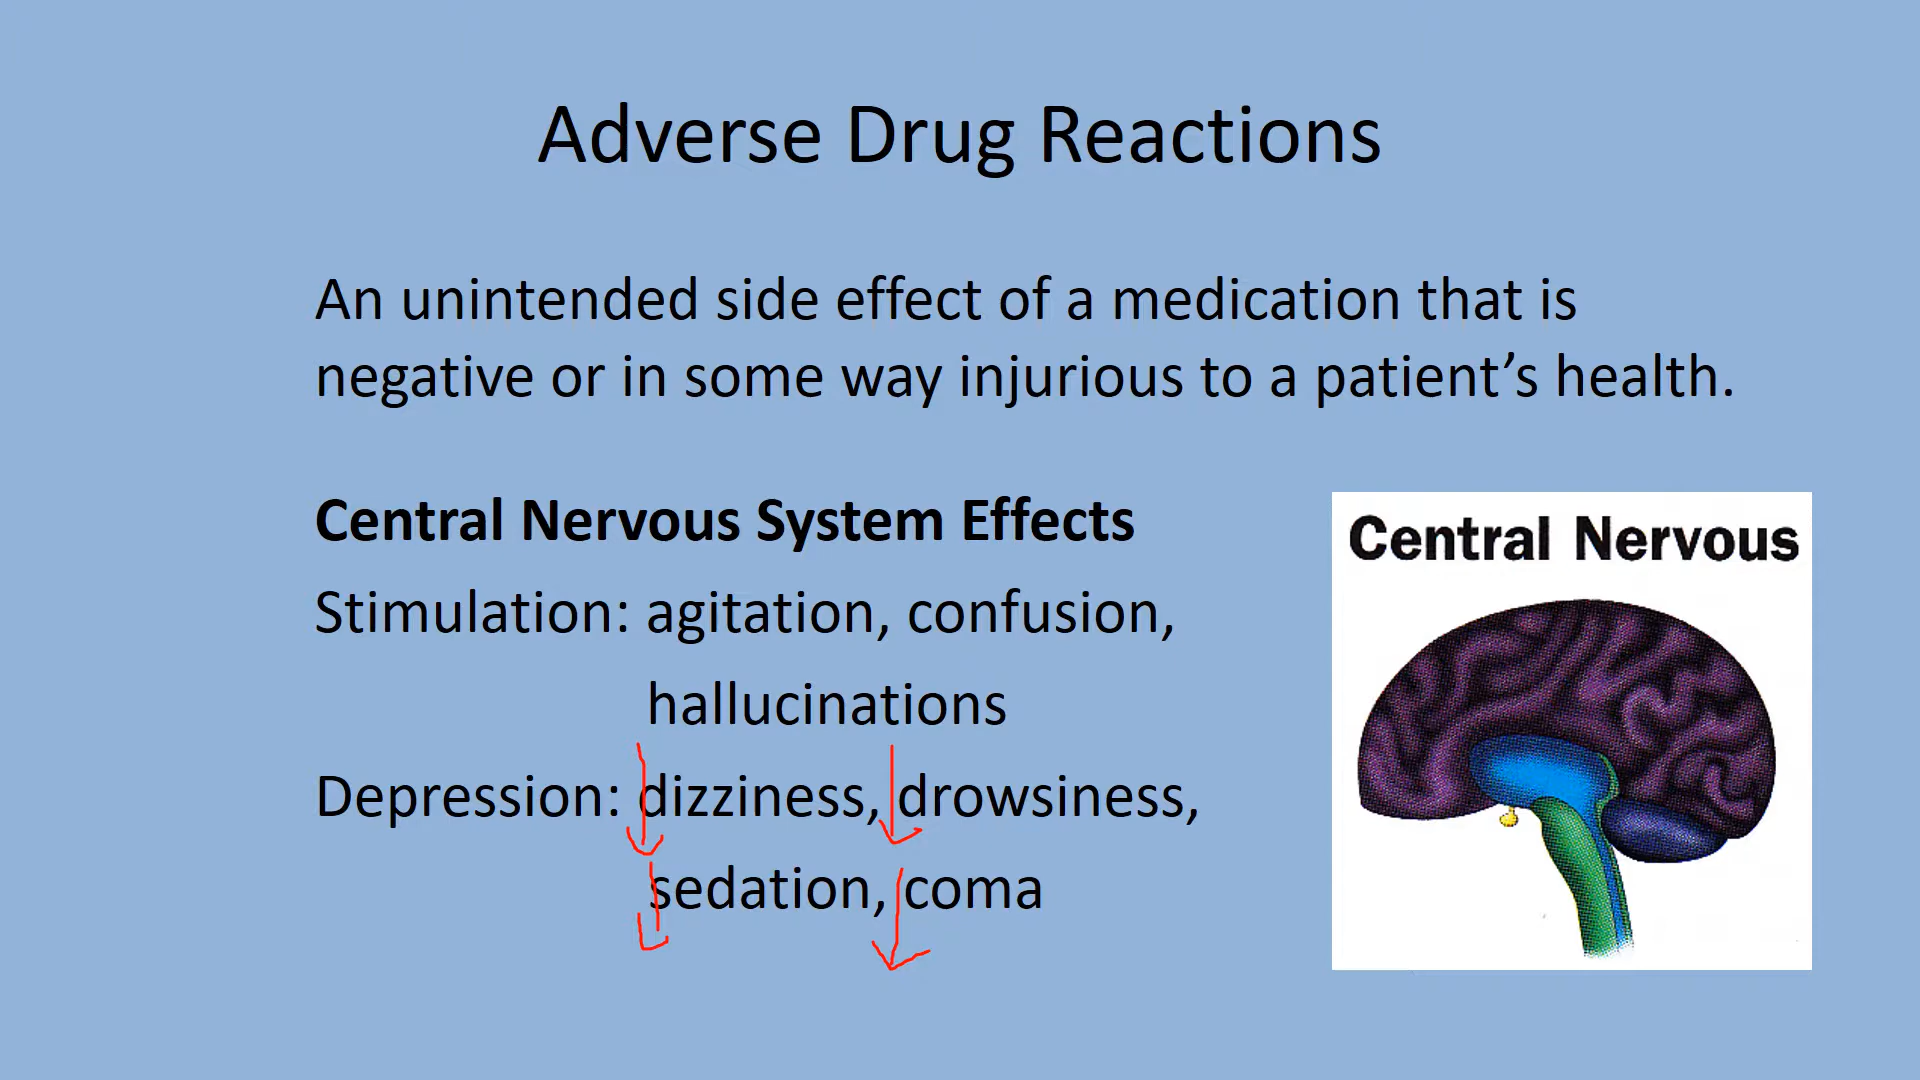 Adverse Drug Reactions
An unintended side effect of a medication that is
negative or in some way injurious to a patient’s health.
Central Nervous System Effects
Stimulation: agitation, confusion,
hallucinations
Depression: dizziness, drowsiness,
sedation, coma
Central Nervous